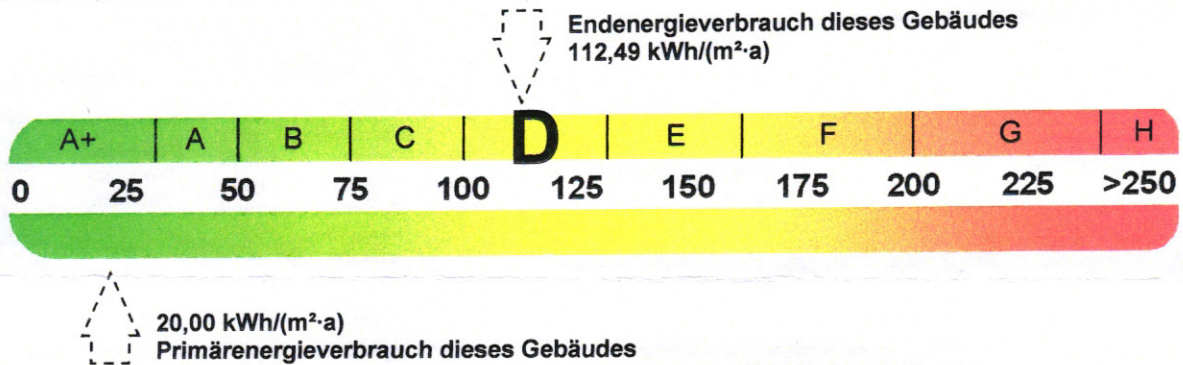 Endenergieverbrauch dieses Gebäudes
112,49 kWh/(m²·a)
A+ A B C D E F G H
0 25 50 75 100 125 150 175 200 225 >250
20,00 kWh/(m²·a)
Primärenergieverbrauch dieses Gebäudes